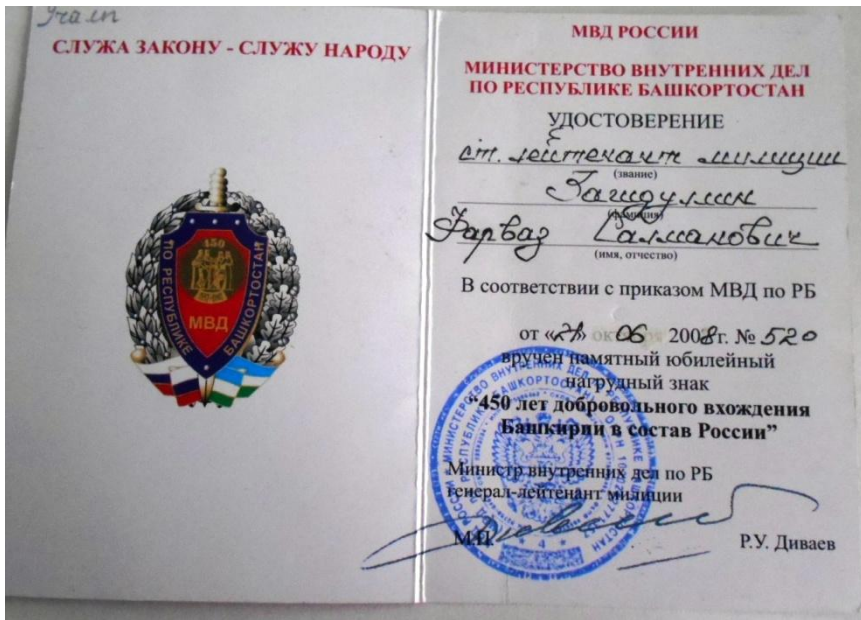 СЛУЖА ЗАКОНУ - СЛУЖУ НАРОДУ
450
МВД
ПО РЕСПУБЛИКЕ БАШКОРТОСТАН
МВД РОССИИ
МИНИСТЕРСТВО ВНУТРЕННИХ ДЕЛ
ПО РЕСПУБЛИКЕ БАШКОРТОСТАН
УДОСТОВЕРЕНИЕ
ст. лейтенант милиции
(звание)
Загидуллин
(фамилия)
Фарваз Салманович
(имя, отчество)
В соответствии с приказом МВД по РБ
от «21» 06 2008г. № 520
вручен памятный юбилейный
нагрудный знак
“450 лет добровольного вхождения
Башкирии в состав России”
Министр внутренних дел по РБ
генерал-лейтенант милиции
М.П.
Р.У. Диваев